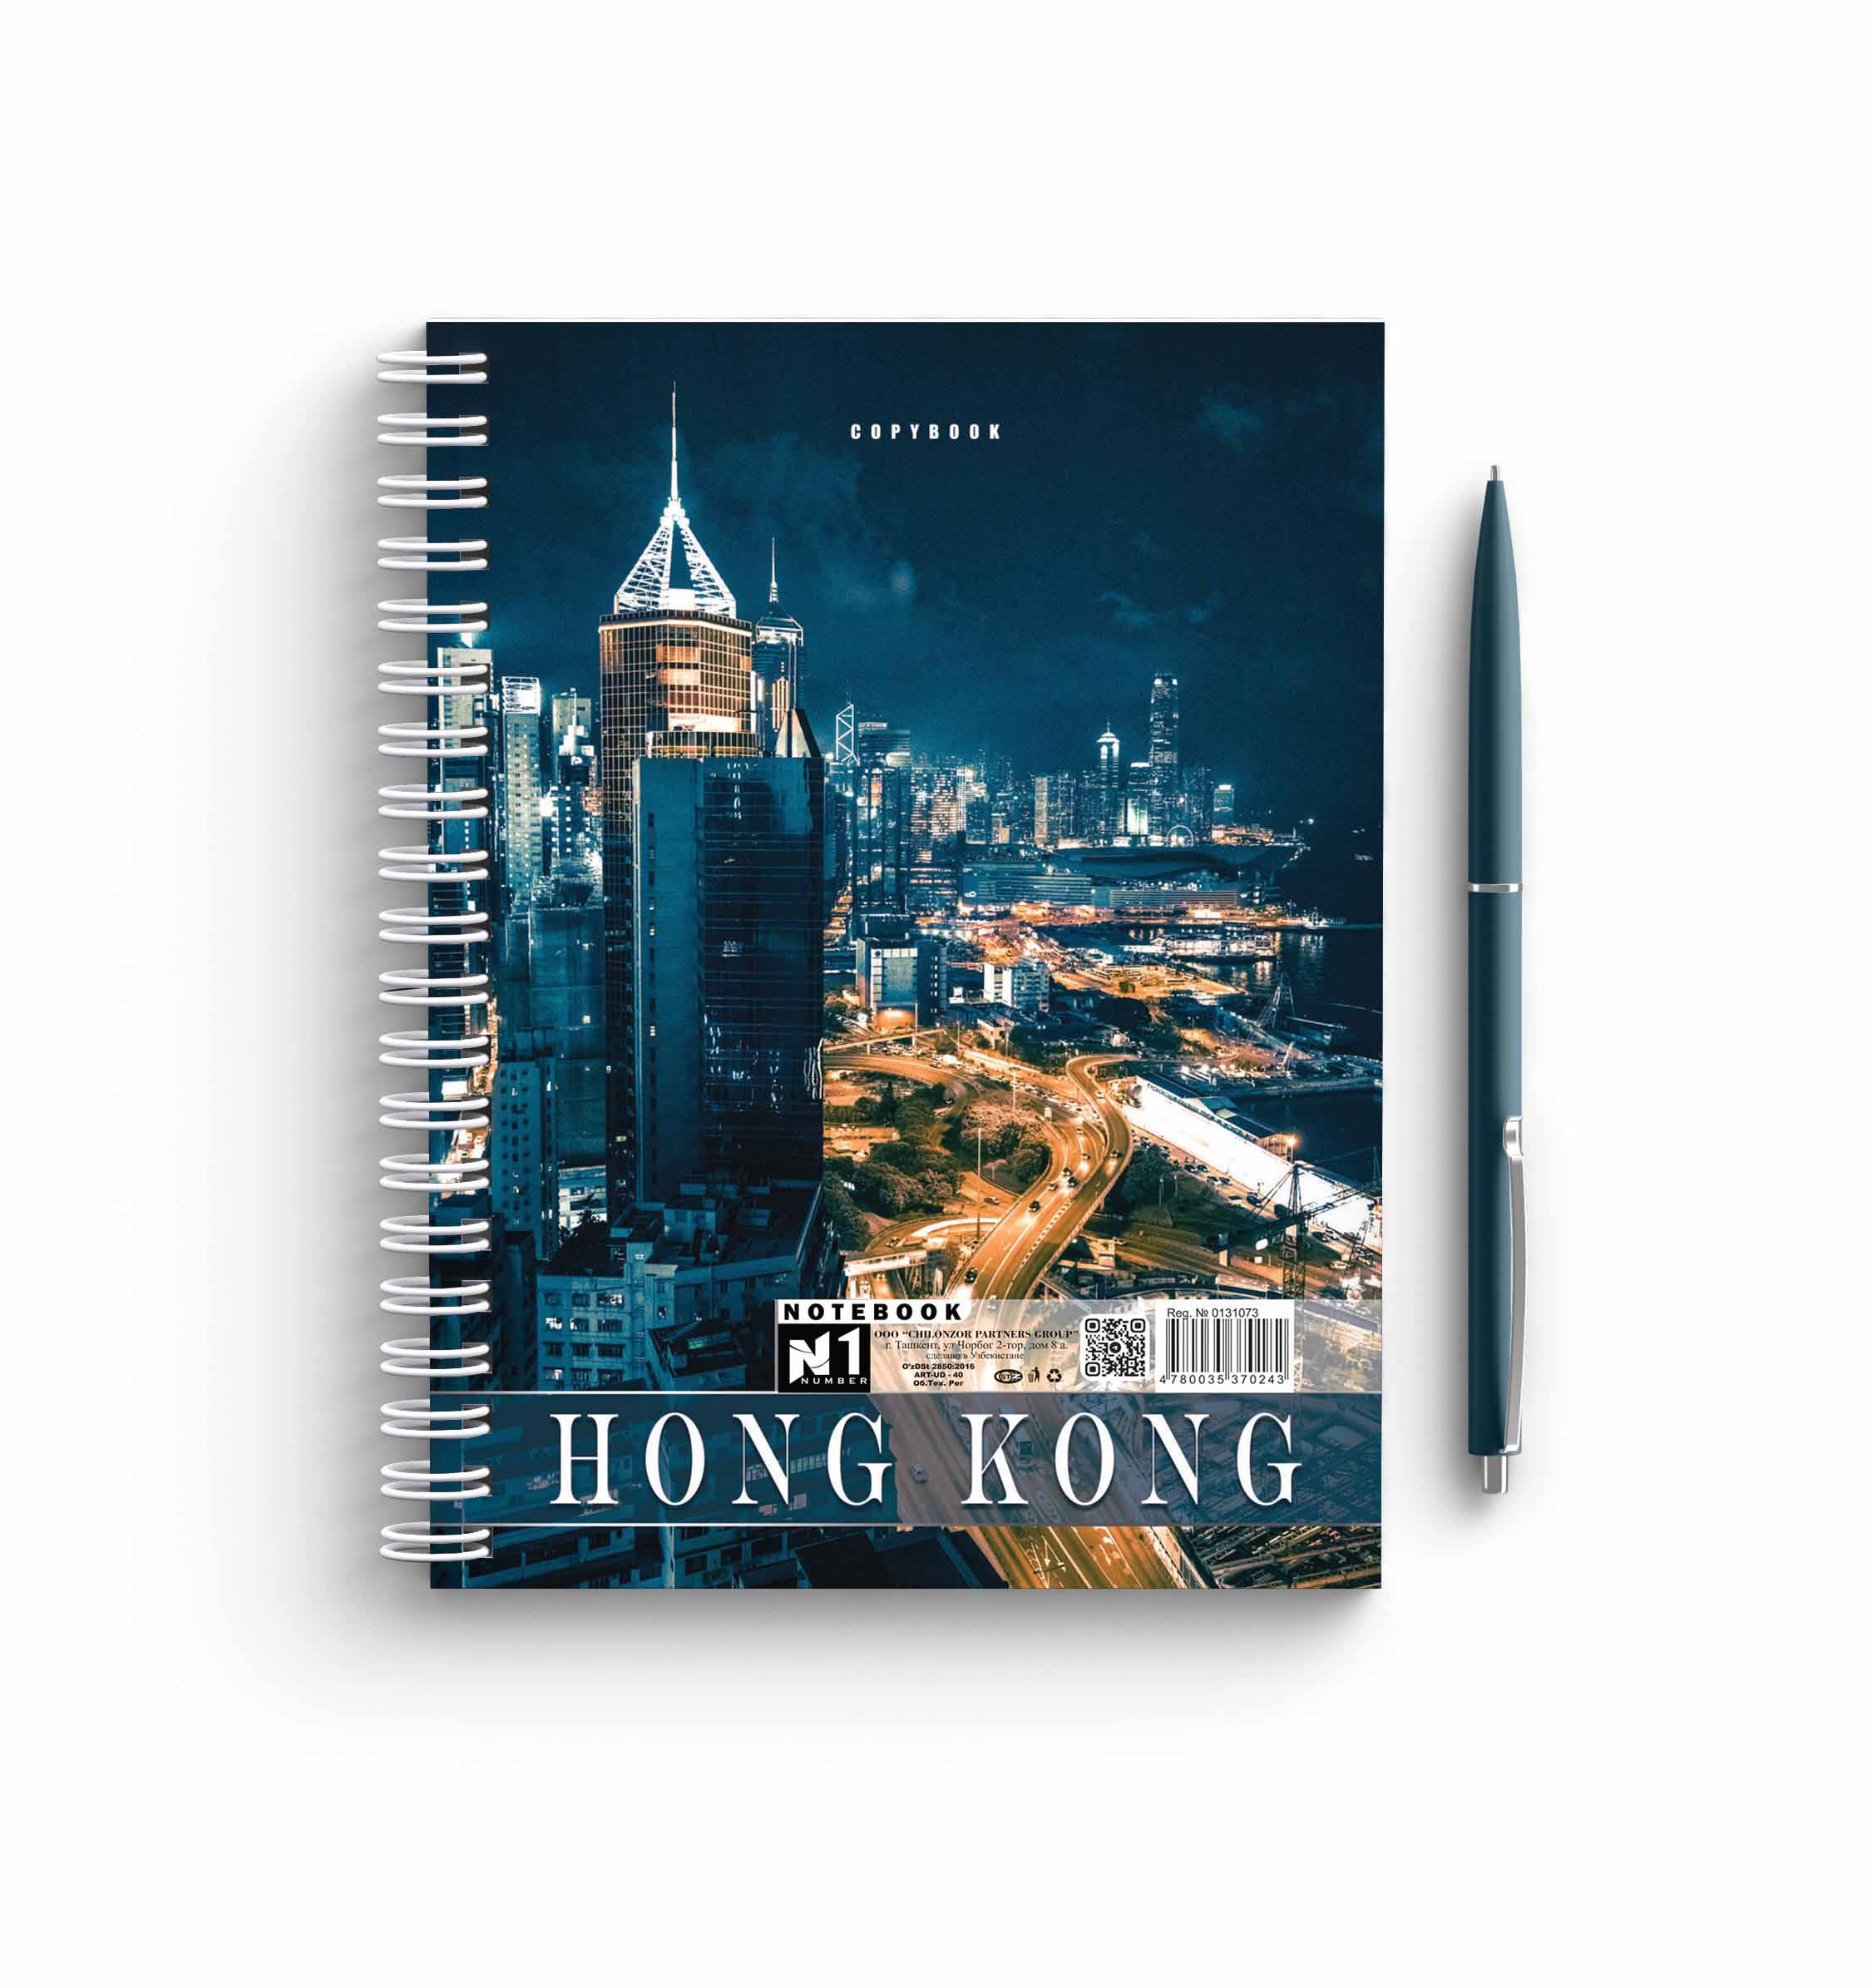 COPYBOOK
NOTEBOOK
N1
NUMBER
ООО “CHILONZOR PARTNERS GROUP”
г. Ташкент, ул Чорбог 2-тор, дом 8 а.
сделано в Узбекистане
O'zDSt 2850:2016
ART-UD - 40
Об.Тех. Рег
Reg. № 0131073
4 780035 370243
HONG KONG